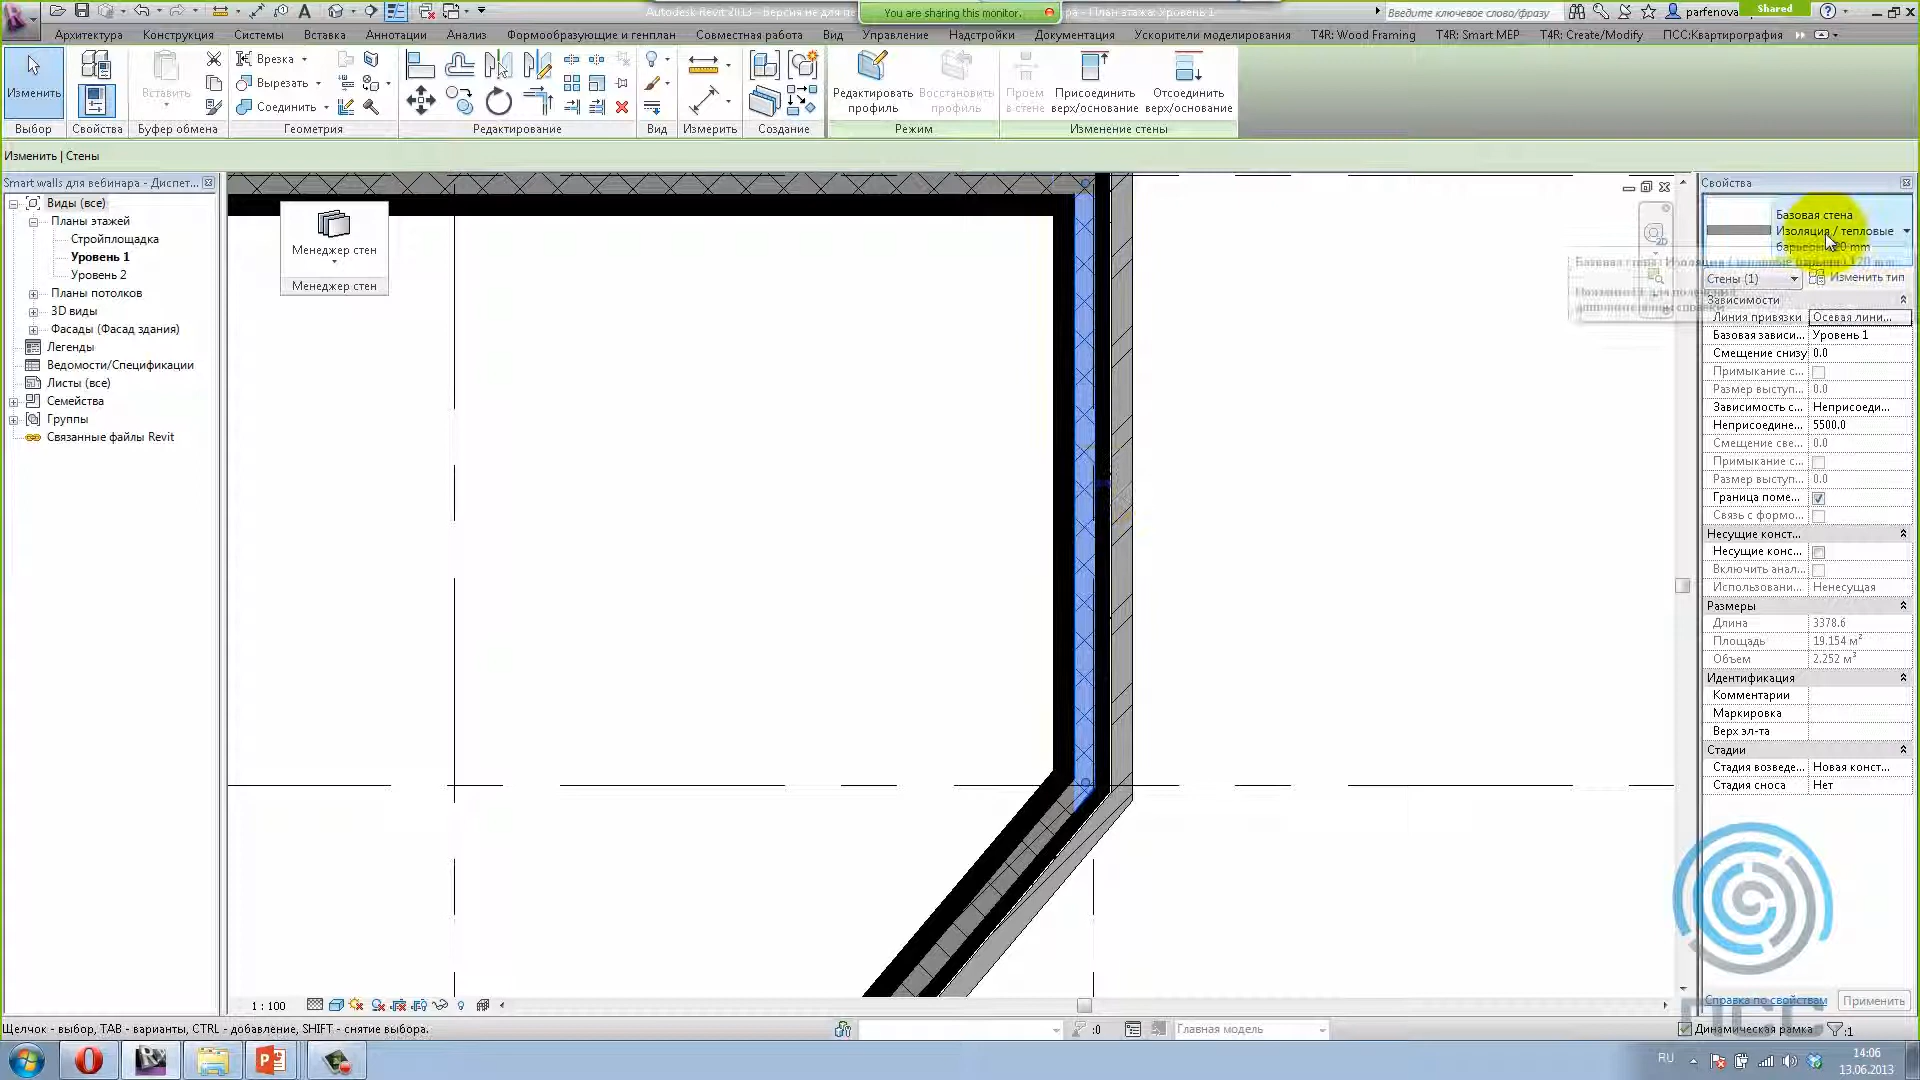 You are sharing this monitor.
Shared
Введите ключевое слово/фразу
parfenova
Архитектура Конструкция Системы Вставка Аннотации Анализ Формообразующие и генплан Совместная работа Вид Управление Надстройки Документация Ускорители моделирования T4R: Wood Framing T4R: Smart MEP T4R: Create/Modify ПСС:Квартирография
Изменить
Вставить
Врезка
Вырезать
Соединить
Редактировать профиль
Восстановить профиль
Проем в стене
Присоединить верх/основание
Отсоединить верх/основание
Выбор Свойства Буфер обмена Геометрия Редактирование Вид Измерить Создание Режим Изменение стены
Изменить | Стены
Smart walls для вебинара - Диспет...
Виды (все)
Планы этажей
Стройплощадка
Уровень 1
Уровень 2
Планы потолков
3D виды
Фасады (Фасад здания)
Легенды
Ведомости/Спецификации
Листы (все)
Семейства
Группы
Связанные файлы Revit
Менеджер стен
Менеджер стен
Свойства
Базовая стена
Изоляция / тепловые
Стены (1)
Изменить тип
Зависимости
Линия привязки Осевая лини...
Базовая зависи... Уровень 1
Смещение снизу 0.0
Примыкание с...
Размер выступ... 0.0
Зависимость с... Неприсоеди...
Неприсоедине... 5500.0
Смещение све... 0.0
Примыкание с...
Размер выступ... 0.0
Граница поме...
Связь с формо...
Несущие конст...
Несущие конс...
Включить анал...
Использовани... Ненесущая
Размеры
Длина 3378.6
Площадь 19.154 м²
Объем 2.252 м³
Идентификация
Комментарии
Маркировка
Верх эл-та
Стадии
Стадия возведе... Новая конст...
Стадия сноса Нет
Справка по свойствам
Применить
1 : 100
Щелчок - выбор, TAB - варианты, CTRL - добавление, SHIFT - снятие выбора.
:0
Главная модель
Динамическая рамка
:1
RU
14:06
13.06.2013